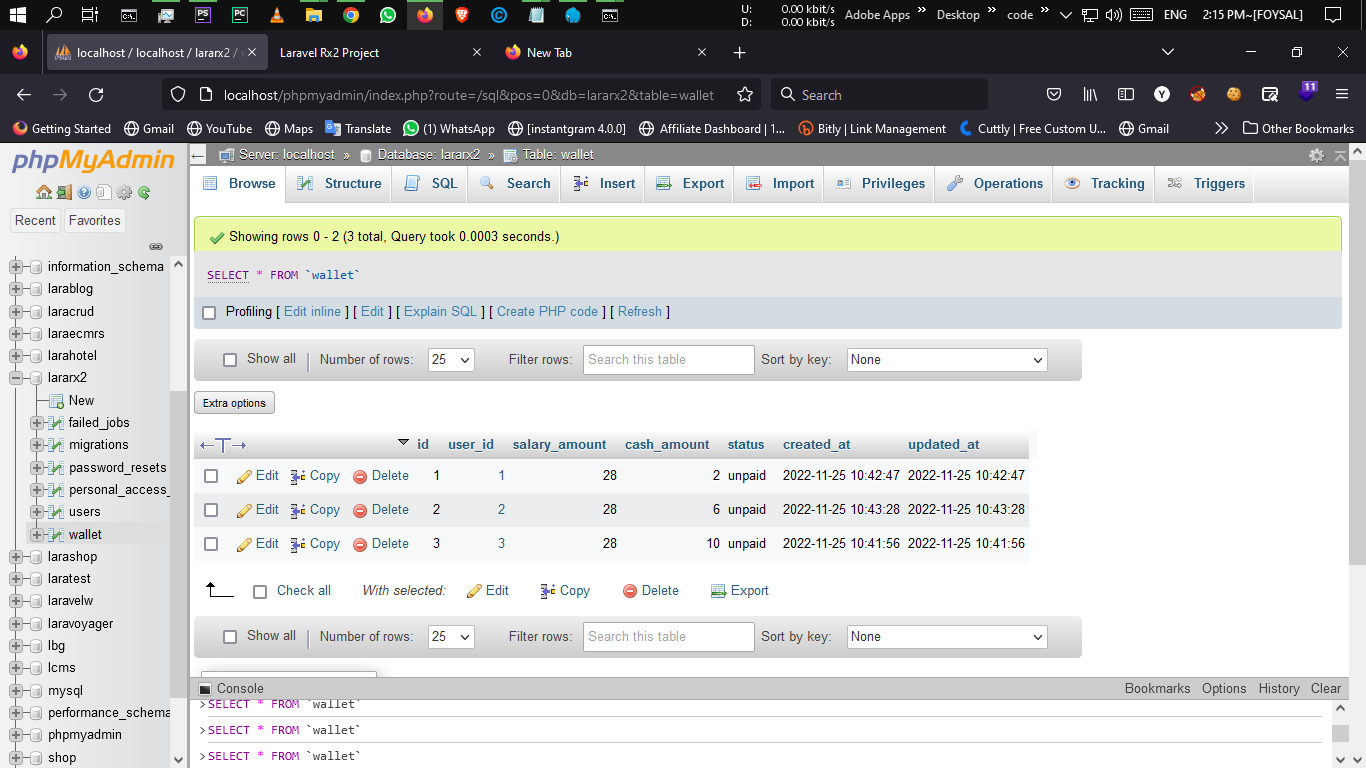 U: 0.00 kbit/s
D: 0.00 kbit/s
Adobe Apps » Desktop » code » ENG 2:15 PM~[FOYSAL]
localhost / localhost / lararx2 / Laravel Rx2 Project New Tab
localhost/phpmyadmin/index.php?route=/sql&pos=0&db=lararx2&table=wallet Search 11
Getting Started Gmail YouTube Maps Translate (1) WhatsApp [instantgram 4.0.0] Affiliate Dashboard | 1... Bitly | Link Management Cuttly | Free Custom U... Gmail Other Bookmarks
phpMyAdmin
Recent Favorites
information_schema
larablog
laracrud
laraecmrs
larahotel
lararx2
New
failed_jobs
migrations
password_resets
personal_access_
users
wallet
larashop
laratest
laravelw
laravoyager
lbg
lcms
mysql
performance_schema
phpmyadmin
shop
Server: localhost » Database: lararx2 » Table: wallet
Browse Structure SQL Search Insert Export Import Privileges Operations Tracking Triggers
Showing rows 0 - 2 (3 total, Query took 0.0003 seconds.)
SELECT * FROM `wallet`
Profiling [ Edit inline ] [ Edit ] [ Explain SQL ] [ Create PHP code ] [ Refresh ]
Show all Number of rows: 25 Filter rows: Search this table Sort by key: None
Extra options
←T→ id user_id salary_amount cash_amount status created_at updated_at
Edit Copy Delete 1 1 28 2 unpaid 2022-11-25 10:42:47 2022-11-25 10:42:47
Edit Copy Delete 2 2 28 6 unpaid 2022-11-25 10:43:28 2022-11-25 10:43:28
Edit Copy Delete 3 3 28 10 unpaid 2022-11-25 10:41:56 2022-11-25 10:41:56
Check all With selected: Edit Copy Delete Export
Show all Number of rows: 25 Filter rows: Search this table Sort by key: None
Console Bookmarks Options History Clear
>SELECT * FROM `wallet`
>SELECT * FROM `wallet`
>SELECT * FROM `wallet`